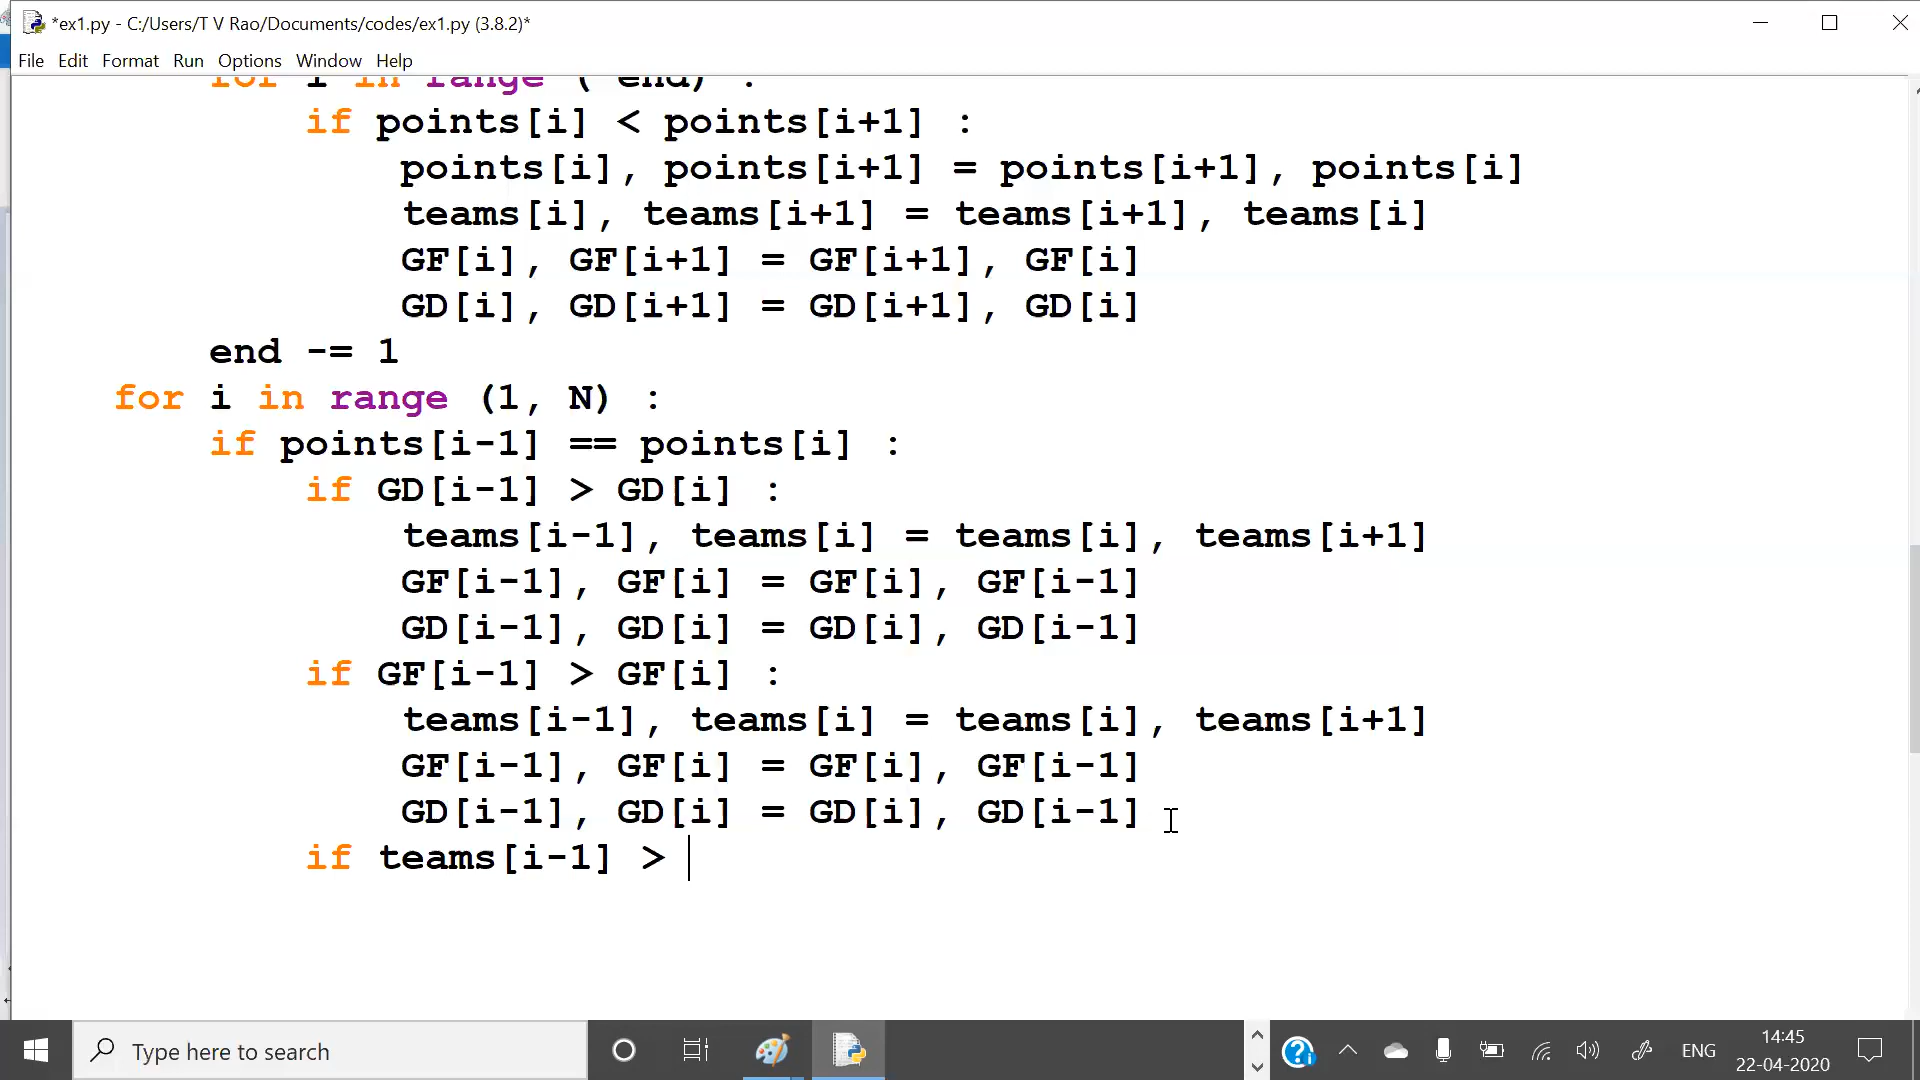 *ex1.py - C:/Users/T V Rao/Documents/codes/ex1.py (3.8.2)*
File Edit Format Run Options Window Help
for i in range ( end) :
if points[i] < points[i+1] :
points[i], points[i+1] = points[i+1], points[i]
teams[i], teams[i+1] = teams[i+1], teams[i]
GF[i], GF[i+1] = GF[i+1], GF[i]
GD[i], GD[i+1] = GD[i+1], GD[i]
end -= 1
for i in range (1, N) :
if points[i-1] == points[i] :
if GD[i-1] > GD[i] :
teams[i-1], teams[i] = teams[i], teams[i+1]
GF[i-1], GF[i] = GF[i], GF[i-1]
GD[i-1], GD[i] = GD[i], GD[i-1]
if GF[i-1] > GF[i] :
teams[i-1], teams[i] = teams[i], teams[i+1]
GF[i-1], GF[i] = GF[i], GF[i-1]
GD[i-1], GD[i] = GD[i], GD[i-1]
if teams[i-1] >
Type here to search
ENG
14:45
22-04-2020